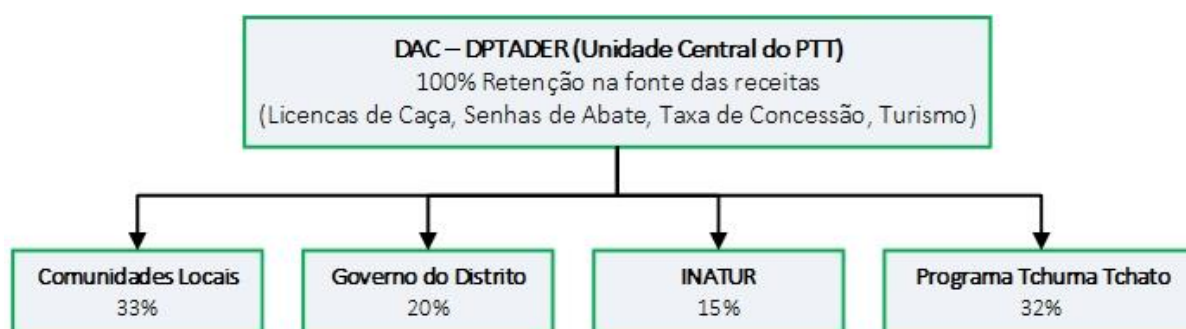 DAC – DPTADER (Unidade Central do PTT)
100% Retenção na fonte das receitas
(Licencas de Caça, Senhas de Abate, Taxa de Concessão, Turismo)
Comunidades Locais
33%
Governo do Distrito
20%
INATUR
15%
Programa Tchuma Tchato
32%